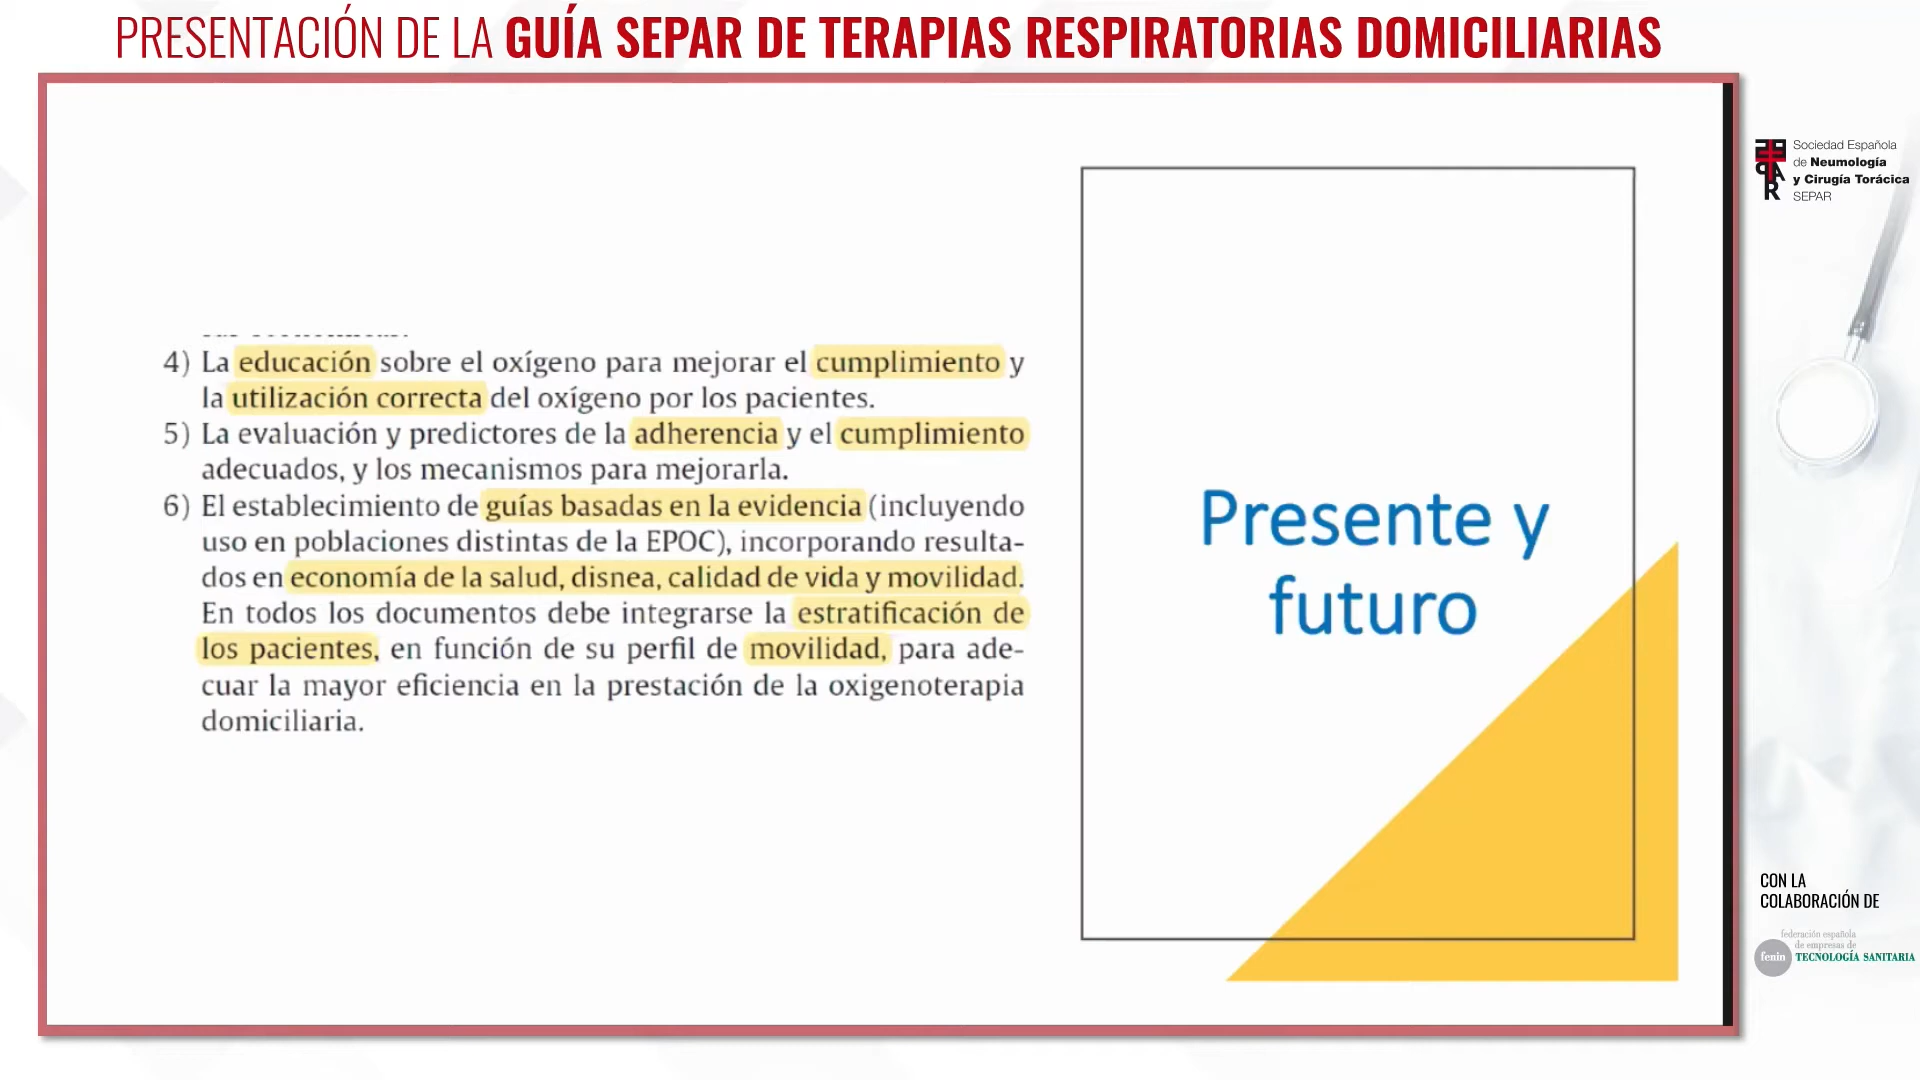 PRESENTACIÓN DE LA GUÍA SEPAR DE TERAPIAS RESPIRATORIAS DOMICILIARIAS
4) La educación sobre el oxígeno para mejorar el cumplimiento y
la utilización correcta del oxígeno por los pacientes.
5) La evaluación y predictores de la adherencia y el cumplimiento
adecuados, y los mecanismos para mejorarla.
6) El establecimiento de guías basadas en la evidencia (incluyendo
uso en poblaciones distintas de la EPOC), incorporando resulta-
dos en economía de la salud, disnea, calidad de vida y movilidad.
En todos los documentos debe integrarse la estratificación de
los pacientes, en función de su perfil de movilidad, para ade-
cuar la mayor eficiencia en la prestación de la oxigenoterapia
domiciliaria.
Presente y
futuro
SEPAR
Sociedad Española
de Neumología
y Cirugía Torácica
SEPAR
CON LA
COLABORACIÓN DE
fenin
federación española
de empresas de
TECNOLOGÍA SANITARIA